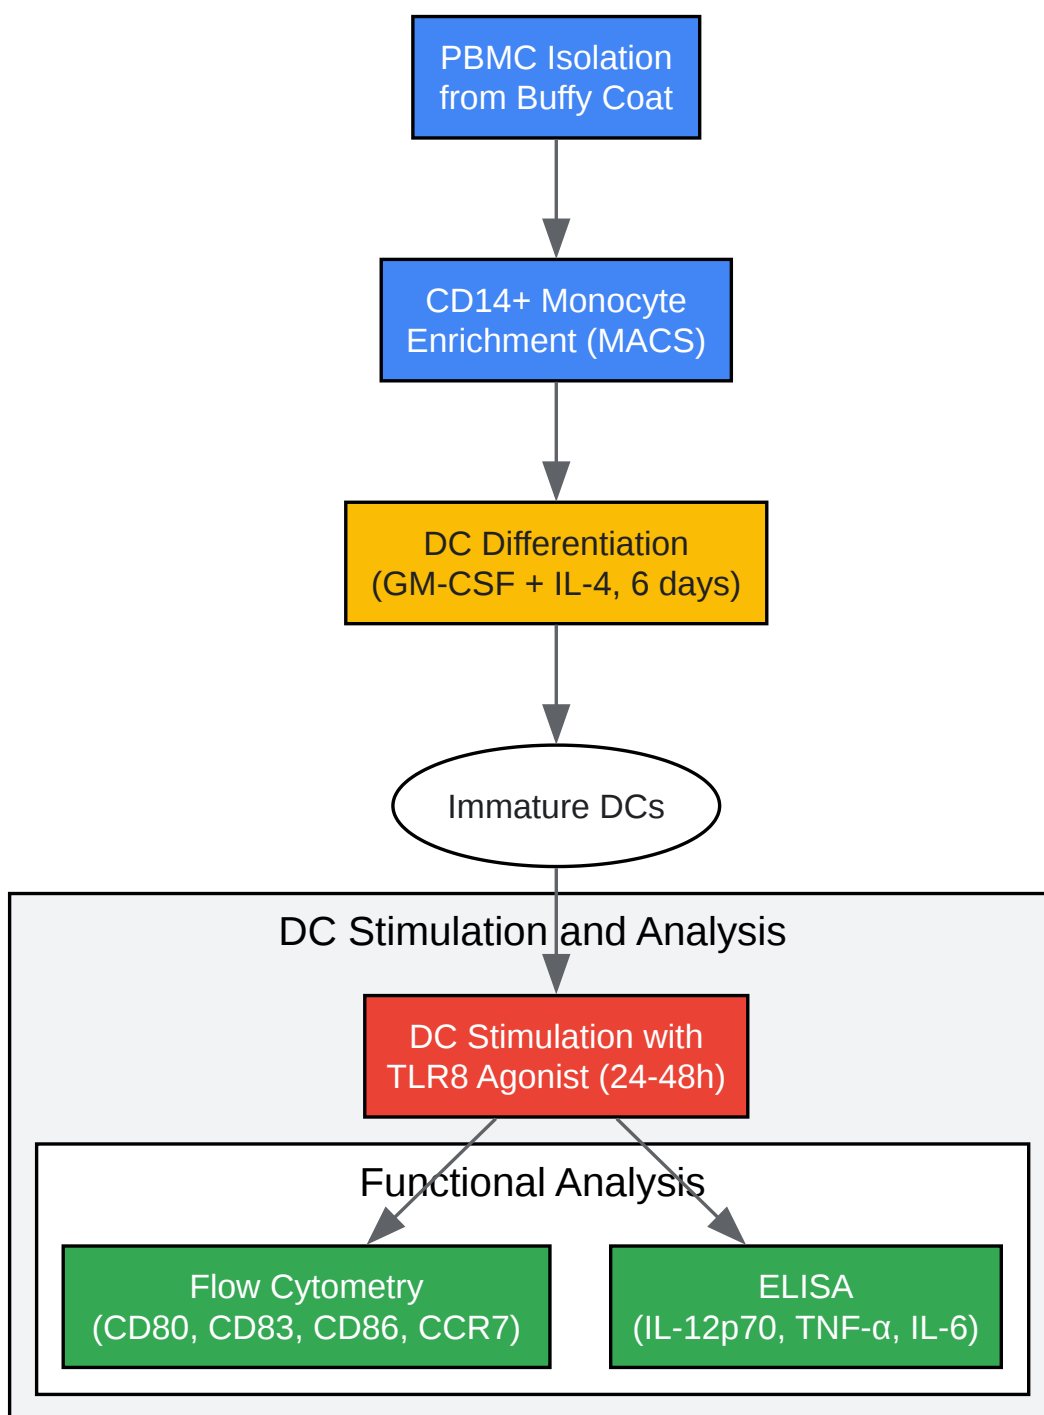 PBMC Isolation
from Buffy Coat
CD14+ Monocyte
Enrichment (MACS)
DC Differentiation
(GM-CSF + IL-4, 6 days)
Immature DCs
DC Stimulation and Analysis
DC Stimulation with
TLR8 Agonist (24-48h)
Functional Analysis
Flow Cytometry
(CD80, CD83, CD86, CCR7)
ELISA
(IL-12p70, TNF-α, IL-6)